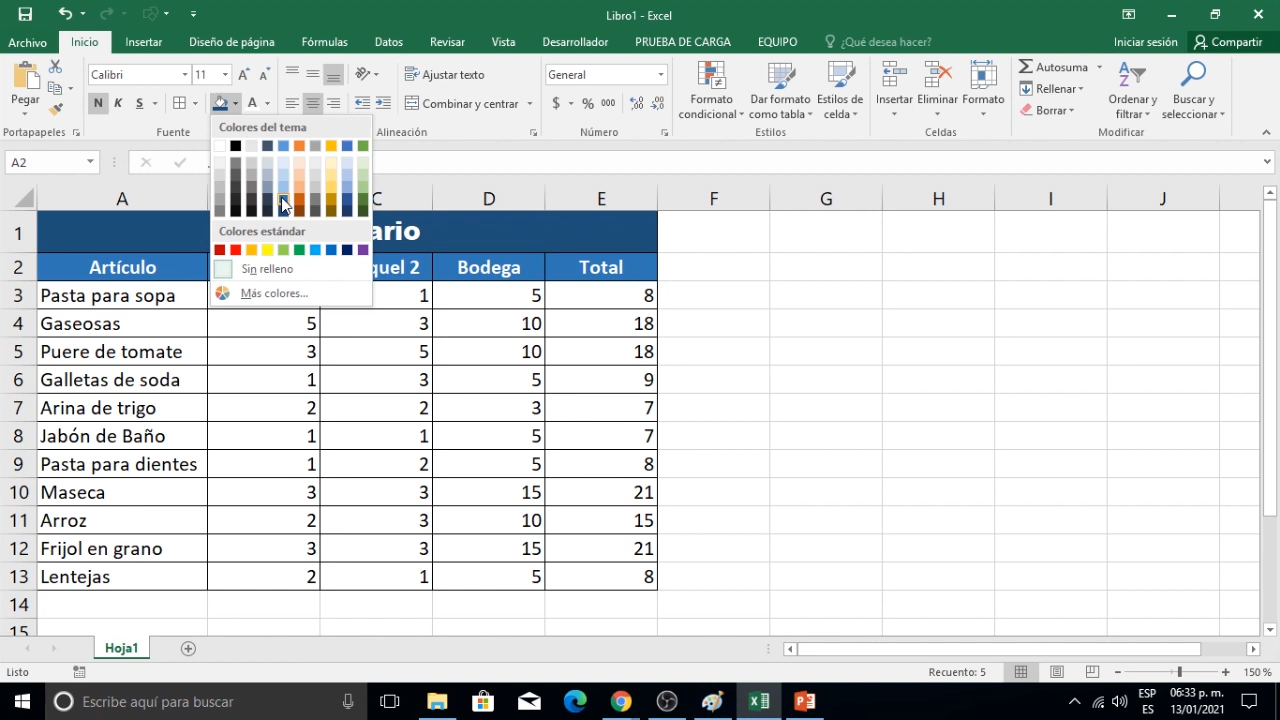 Libro1 - Excel
Archivo Inicio Insertar Diseño de página Fórmulas Datos Revisar Vista Desarrollador PRUEBA DE CARGA EQUIPO ¿Qué desea hacer? Iniciar sesión Compartir
Pegar
Calibri 11
N K S
A
Ajustar texto
Combinar y centrar
General
$ % 000
Formato condicional
Dar formato como tabla
Estilos de celda
Insertar Eliminar Formato
Autosuma
Rellenar
Borrar
Ordenar y filtrar
Buscar y seleccionar
Portapapeles Fuente Alineación Número Estilos Celdas Modificar
A2
Colores del tema
Colores estándar
Sin relleno
Más colores...
A C D E F G H I J
1 ario
2 Artículo quel 2 Bodega Total
3 Pasta para sopa 1 5 8
4 Gaseosas 5 3 10 18
5 Puere de tomate 3 5 10 18
6 Galletas de soda 1 3 5 9
7 Arina de trigo 2 2 3 7
8 Jabón de Baño 1 1 5 7
9 Pasta para dientes 1 2 5 8
10 Maseca 3 3 15 21
11 Arroz 2 3 10 15
12 Frijol en grano 3 3 15 21
13 Lentejas 2 1 5 8
14
15
Hoja1
Listo Recuento: 5 150 %
Escribe aquí para buscar
ESP 06:33 p. m.
ES 13/01/2021